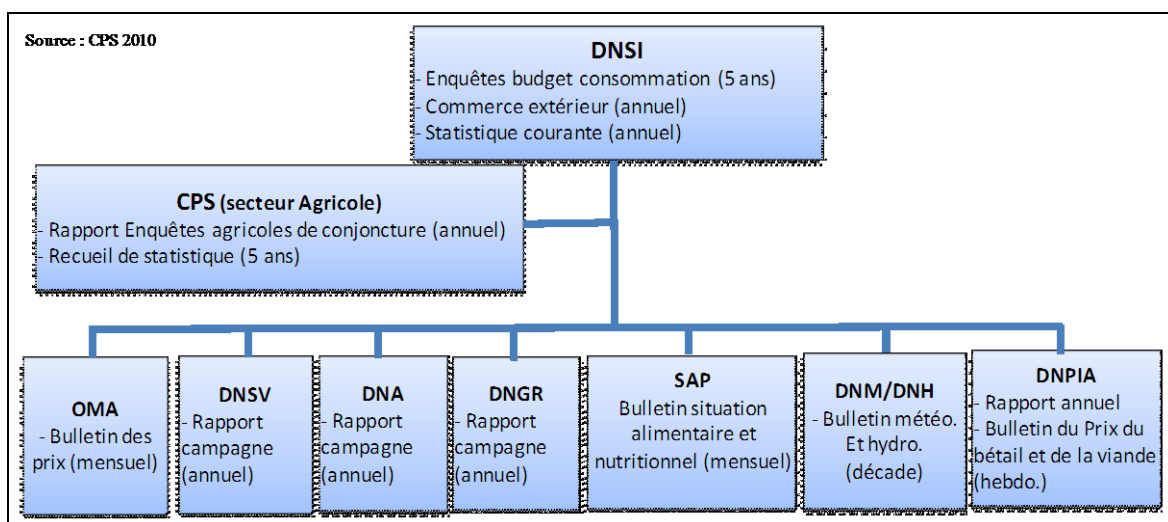 Source : CPS 2010
DNSI
- Enquêtes budget consommation (5 ans)
- Commerce extérieur (annuel)
- Statistique courante (annuel)
CPS (secteur Agricole)
- Rapport Enquêtes agricoles de conjoncture (annuel)
- Recueil de statistique (5 ans)
OMA
- Bulletin des
prix (mensuel)
DNSV
- Rapport
campagne
(annuel)
DNA
- Rapport
campagne
(annuel)
DNGR
- Rapport
campagne
(annuel)
SAP
Bulletin situation
alimentaire et
nutritionnel (mensuel)
DNM/DNH
- Bulletin météo.
Et hydro.
(décade)
DNPIA
- Rapport annuel
- Bulletin du Prix du
bétail et de la viande
(hebdo.)